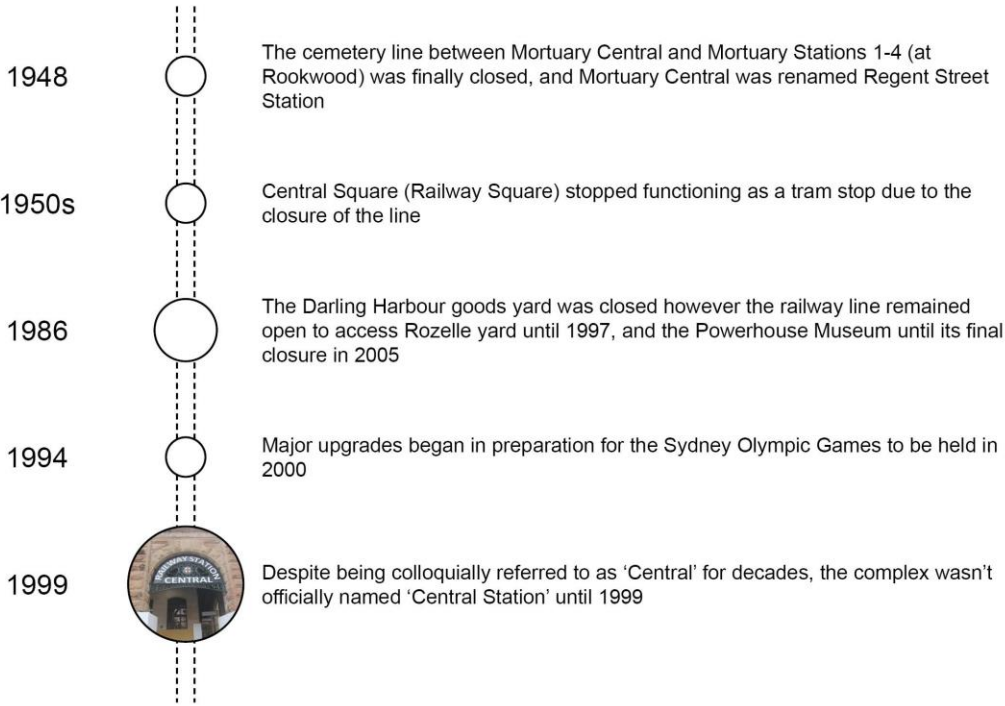 1948
The cemetery line between Mortuary Central and Mortuary Stations 1-4 (at
Rookwood) was finally closed, and Mortuary Central was renamed Regent Street
Station
1950s
Central Square (Railway Square) stopped functioning as a tram stop due to the
closure of the line
1986
The Darling Harbour goods yard was closed however the railway line remained
open to access Rozelle yard until 1997, and the Powerhouse Museum until its final
closure in 2005
1994
Major upgrades began in preparation for the Sydney Olympic Games to be held in
2000
1999
RAILWAY STATION
CENTRAL
Despite being colloquially referred to as ‘Central’ for decades, the complex wasn’t
officially named ‘Central Station’ until 1999